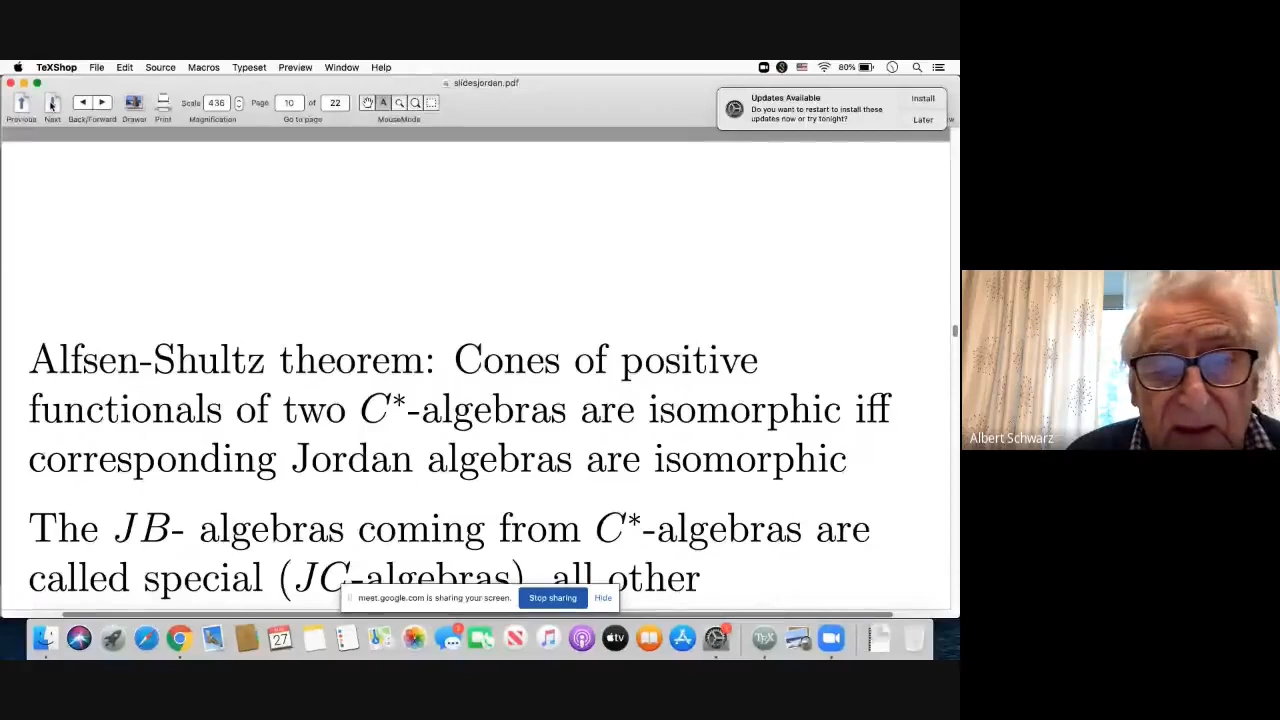 TeXShop File Edit Source Macros Typeset Preview Window Help
80%
slidesjordan.pdf
Scale 436 Page 10 of 22
Previous Next Back/Forward Drawer Print Magnification Go to page MouseMode
Updates Available
Do you want to restart to install these
updates now or try tonight?
Install
Later
Alfsen-Shultz theorem: Cones of positive
functionals of two C*-algebras are isomorphic iff
corresponding Jordan algebras are isomorphic
The JB- algebras coming from C*-algebras are
called special (JC-algebras), all other
meet.google.com is sharing your screen. Stop sharing Hide
Albert Schwarz
27
tv
TeX